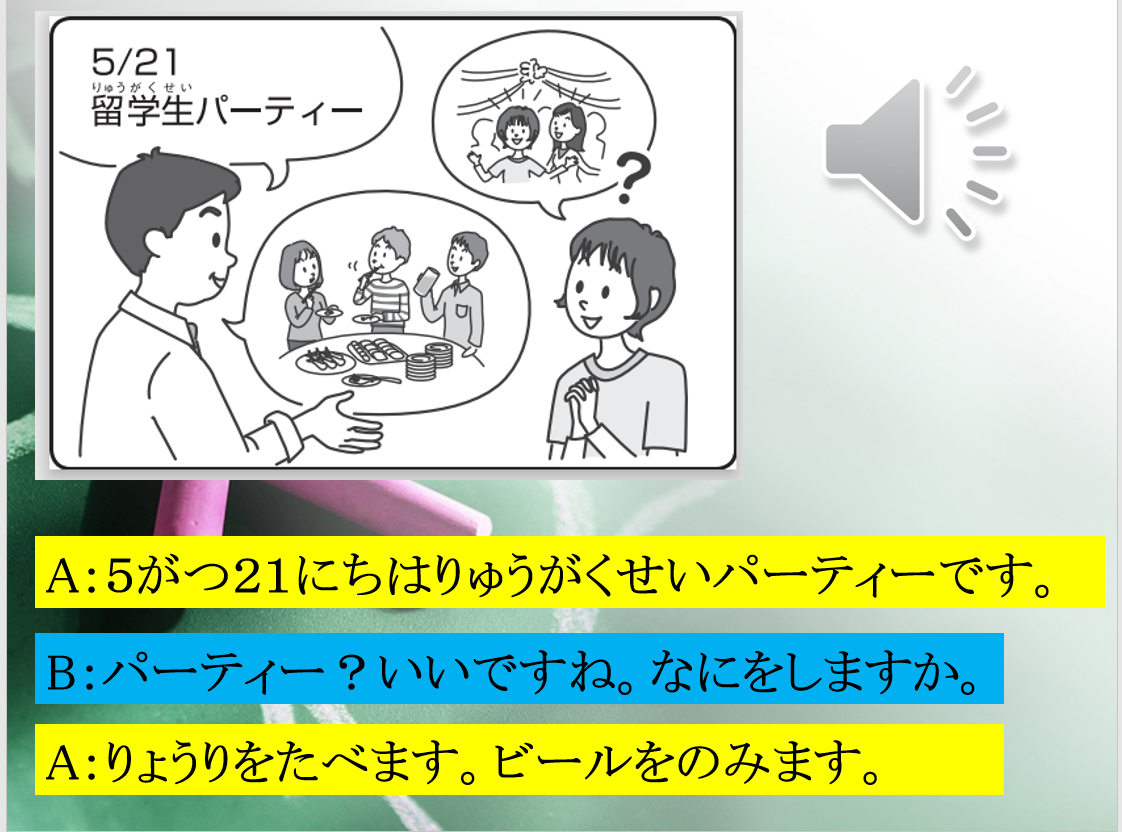 5/21
りゅうがくせい
留学生パーティー
?
A:５がつ21にちはりゅうがくせいパーティーです。
B:パーティー？いいですね。なにをしますか。
A:りょうりをたべます。ビールをのみます。